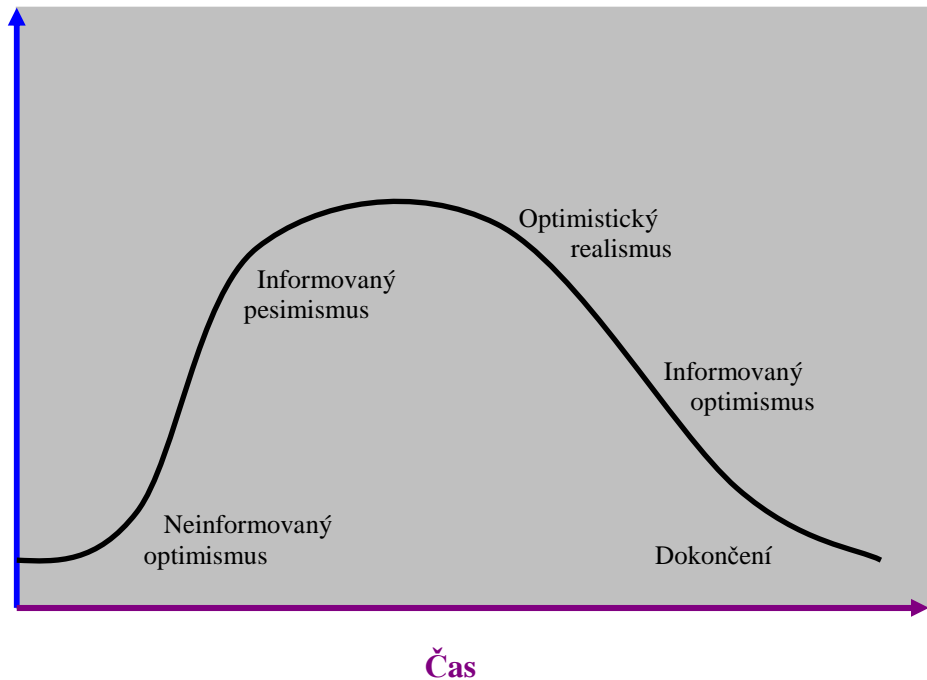 Optimistický
realismus
Informovaný
pesimismus
Informovaný
optimismus
Neinformovaný
optimismus
Dokončení
Čas